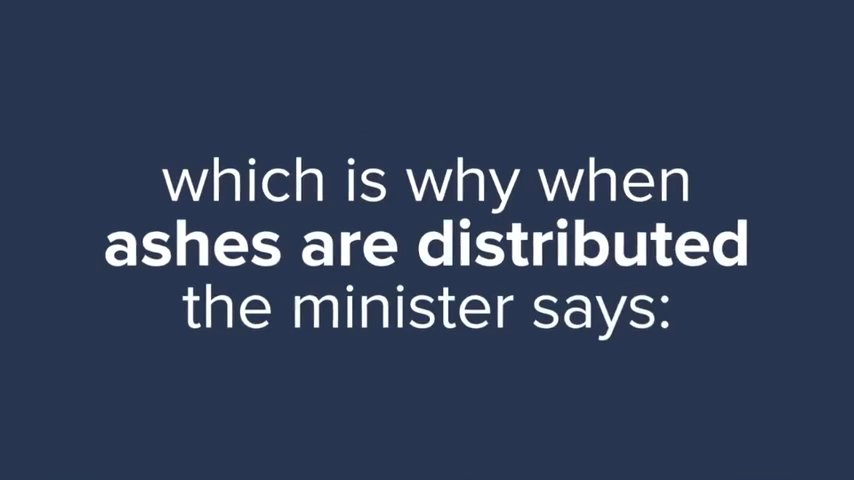 which is why when
ashes are distributed
the minister says: